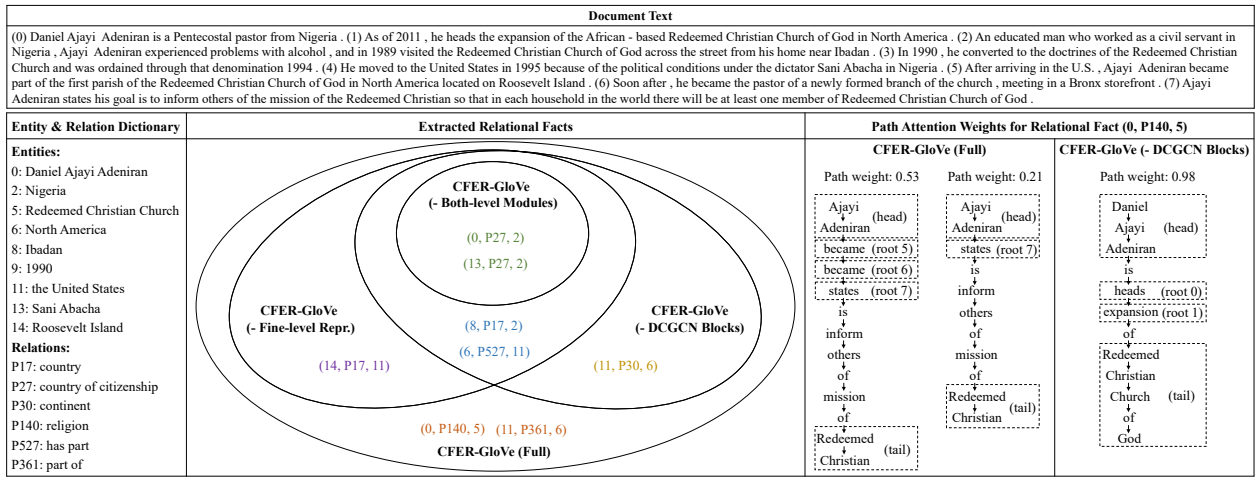 Document Text
(0) Daniel Ajayi Adeniran is a Pentecostal pastor from Nigeria . (1) As of 2011 , he heads the expansion of the African - based Redeemed Christian Church of God in North America . (2) An educated man who worked as a civil servant in
Nigeria , Ajayi Adeniran experienced problems with alcohol , and in 1989 visited the Redeemed Christian Church of God across the street from his home near Ibadan . (3) In 1990 , he converted to the doctrines of the Redeemed Christian
Church and was ordained through that denomination 1994 . (4) He moved to the United States in 1995 because of the political conditions under the dictator Sani Abacha in Nigeria . (5) After arriving in the U.S. , Ajayi Adeniran became
part of the first parish of the Redeemed Christian Church of God in North America located on Roosevelt Island . (6) Soon after , he became the pastor of a newly formed branch of the church , meeting in a Bronx storefront . (7) Ajayi
Adeniran states his goal is to inform others of the mission of the Redeemed Christian so that in each household in the world there will be at least one member of Redeemed Christian Church of God .
Entity & Relation Dictionary
Entities:
0: Daniel Ajayi Adeniran
2: Nigeria
5: Redeemed Christian Church
6: North America
8: Ibadan
9: 1990
11: the United States
13: Sani Abacha
14: Roosevelt Island
Relations:
P17: country
P27: country of citizenship
P30: continent
P140: religion
P527: has part
P361: part of
Extracted Relational Facts
CFER-GloVe
(- Both-level Modules)
(0, P27, 2)
(13, P27, 2)
CFER-GloVe
(- Fine-level Repr.)
(14, P17, 11)
(8, P17, 2)
(6, P527, 11)
CFER-GloVe
(- DCGCN Blocks)
(11, P30, 6)
(0, P140, 5) (11, P361, 6)
CFER-GloVe (Full)
Path Attention Weights for Relational Fact (0, P140, 5)
CFER-GloVe (Full)
Path weight: 0.53
Ajayi
(head)
Adeniran
became (root 5)
became (root 6)
states (root 7)
is
inform
others
of
mission
of
Redeemed
(tail)
Christian
Path weight: 0.21
Ajayi
(head)
Adeniran
states (root 7)
is
inform
others
of
mission
of
Redeemed
(tail)
Christian
CFER-GloVe (- DCGCN Blocks)
Path weight: 0.98
Daniel
Ajayi (head)
Adeniran
is
heads (root 0)
expansion (root 1)
of
Redeemed
Christian
Church (tail)
of
God